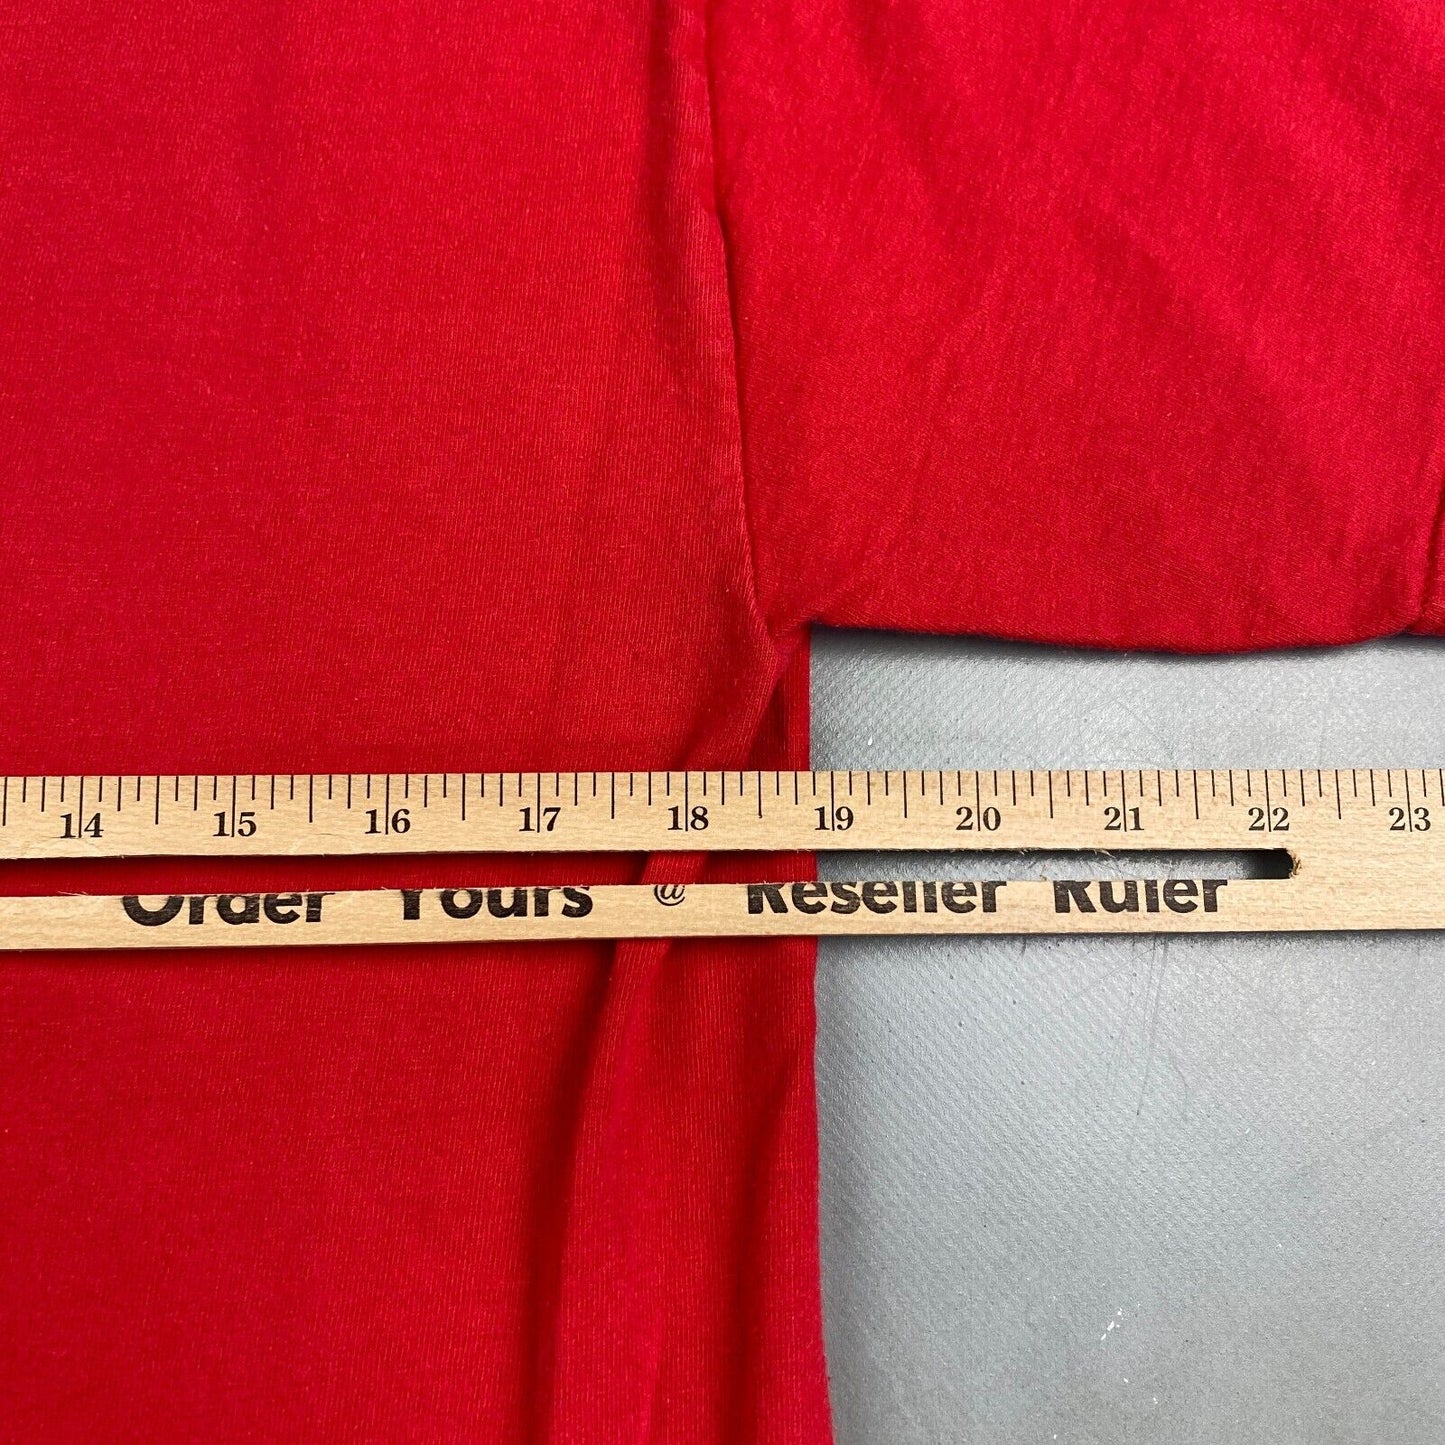 14 15 16 17 18 19 20 21 22 23
Order Yours @ Reseller Ruler